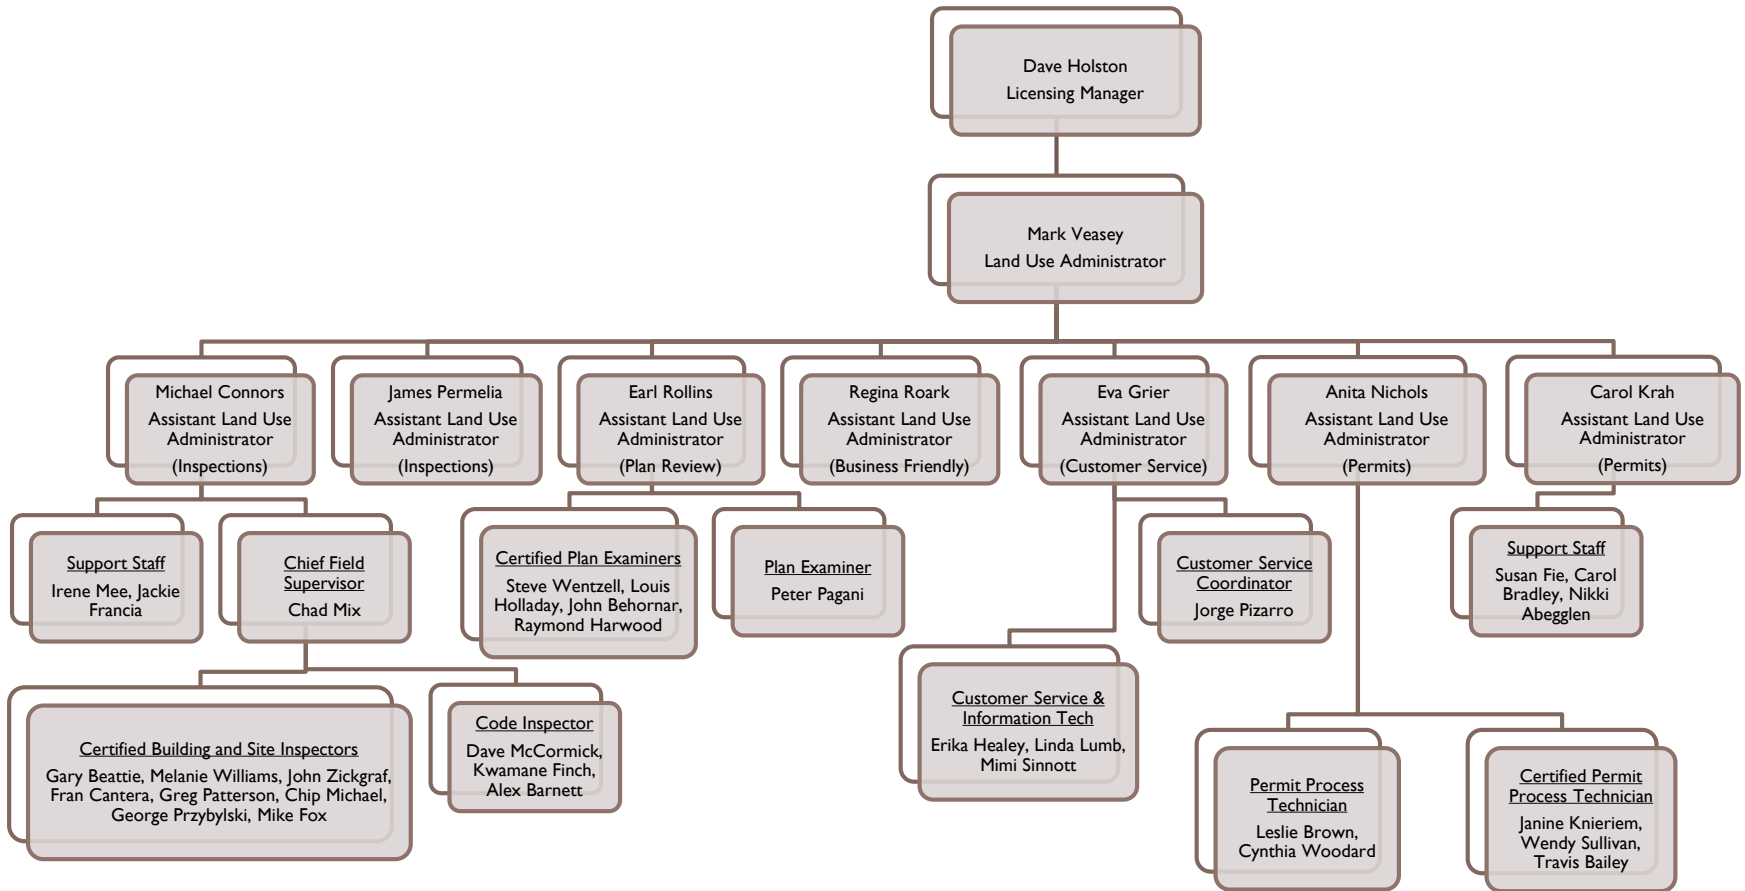 Dave Holston
Licensing Manager
Mark Veasey
Land Use Administrator
Michael Connors
Assistant Land Use
Administrator
(Inspections)
James Permelia
Assistant Land Use
Administrator
(Inspections)
Earl Rollins
Assistant Land Use
Administrator
(Plan Review)
Regina Roark
Assistant Land Use
Administrator
(Business Friendly)
Eva Grier
Assistant Land Use
Administrator
(Customer Service)
Anita Nichols
Assistant Land Use
Administrator
(Permits)
Carol Krah
Assistant Land Use
Administrator
(Permits)
Support Staff
Irene Mee, Jackie
Francia
Chief Field
Supervisor
Chad Mix
Certified Plan Examiners
Steve Wentzell, Louis
Holladay, John Behornar,
Raymond Harwood
Plan Examiner
Peter Pagani
Customer Service
Coordinator
Jorge Pizarro
Support Staff
Susan Fie, Carol
Bradley, Nikki
Abegglen
Certified Building and Site Inspectors
Gary Beattie, Melanie Williams, John Zickgraf,
Fran Cantera, Greg Patterson, Chip Michael,
George Przybylski, Mike Fox
Code Inspector
Dave McCormick,
Kwamane Finch,
Alex Barnett
Customer Service &
Information Tech
Erika Healey, Linda Lumb,
Mimi Sinnott
Permit Process
Technician
Leslie Brown,
Cynthia Woodard
Certified Permit
Process Technician
Janine Knieriem,
Wendy Sullivan,
Travis Bailey